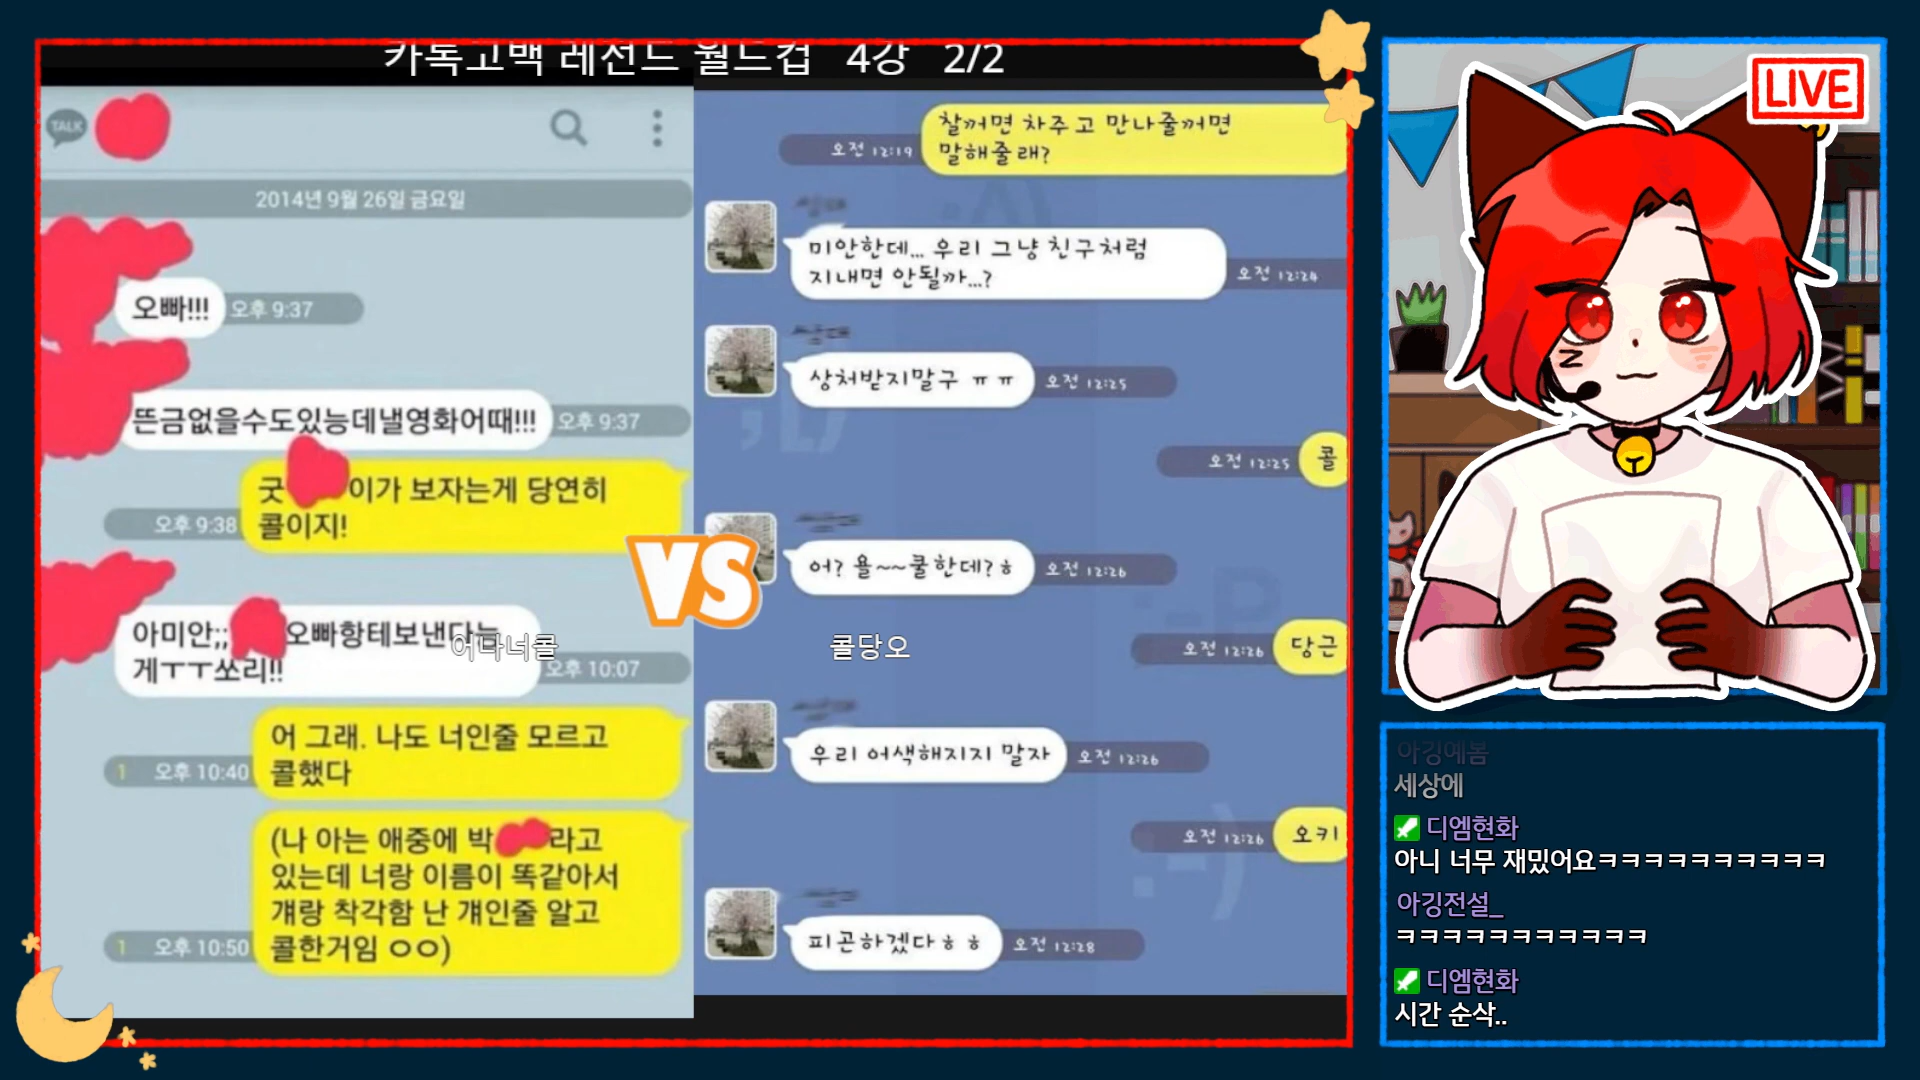 카톡고백 레전드 월드컵 4강 2/2
TALK
2014년 9월 26일 금요일
오빠!!!
오후 9:37
뜬금없을수도있능데낼영화어때!!!
오후 9:37
굿 이가 보자는게 당연히
콜이지!
오후 9:38
아미안;; 오빠항테보낸다는
게ㅜㅜ쏘리!!
오후 10:07
어디너콜
어 그래. 나도 너인줄 모르고
콜했다
1 오후 10:40
(나 아는 애중에 박 라고
있는데 너랑 이름이 똑같아서
걔랑 착각함 난 걔인줄 알고
콜한거임 ㅇㅇ)
1 오후 10:50
VS
찰꺼면 차주고 만나줄꺼면
말해줄래?
오전 12:19
미안한데... 우리 그냥 친구처럼
지내면 안될까...?
오전 12:24
상처받지말구 ㅠㅠ
오전 12:25
콜
오전 12:25
어? 욜~~쿨한데?ㅎ
오전 12:26
콜당오
당근
오전 12:26
우리 어색해지지 말자
오전 12:26
오키
오전 12:26
피곤하겠다ㅎㅎ
오전 12:28
LIVE
아깅예봄
세상에
디엠현화
아니 너무 재밌어요ㅋㅋㅋㅋㅋㅋㅋㅋㅋㅋ
아깅전설_
ㅋㅋㅋㅋㅋㅋㅋㅋㅋㅋㅋ
디엠현화
시간 순삭..